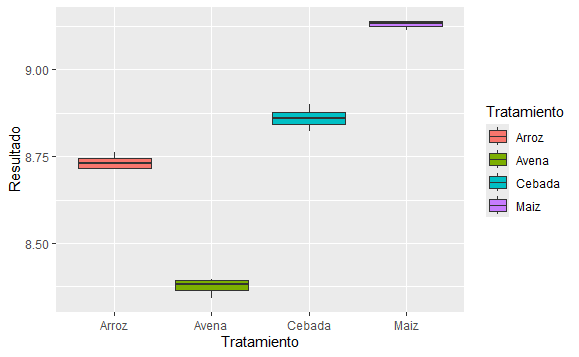 9.00
8.75
8.50
Resultado
Arroz
Avena
Cebada
Maiz
Tratamiento
Tratamiento
Arroz
Avena
Cebada
Maiz